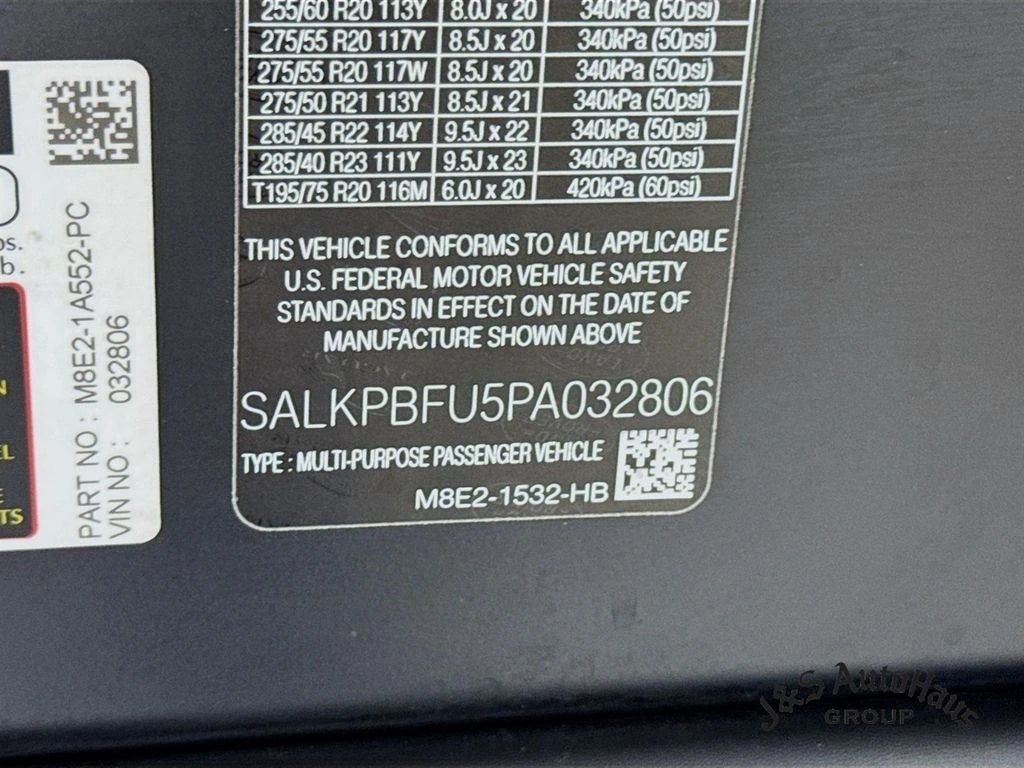 255/60 R20 113Y 8.0J x 20 340kPa (50psi)
275/55 R20 117Y 8.5J x 20 340kPa (50psi)
275/55 R20 117W 8.5J x 20 340kPa (50psi)
275/50 R21 113Y 8.5J x 21 340kPa (50psi)
285/45 R22 114Y 9.5J x 22 340kPa (50psi)
285/40 R23 111Y 9.5J x 23 340kPa (50psi)
T195/75 R20 116M 6.0J x 20 420kPa (60psi)
THIS VEHICLE CONFORMS TO ALL APPLICABLE
U.S. FEDERAL MOTOR VEHICLE SAFETY
STANDARDS IN EFFECT ON THE DATE OF
MANUFACTURE SHOWN ABOVE
SALKPBFU5PA032806
TYPE : MULTI-PURPOSE PASSENGER VEHICLE
M8E2-1532-HB
PART NO : M8E2-1A552-PC
VIN NO : 032806
J&S AutoHaus
GROUP